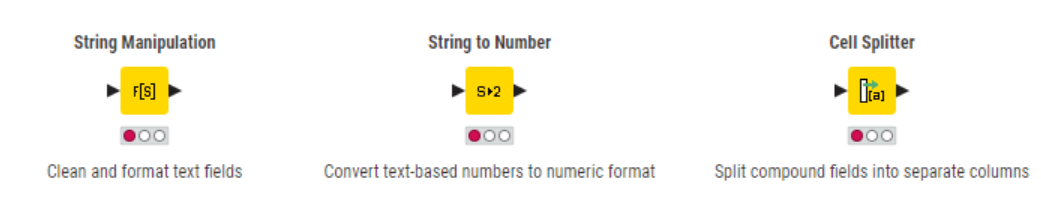 String Manipulation
String to Number
Cell Splitter
F[S]
S▸2
[a]
Clean and format text fields
Convert text-based numbers to numeric format
Split compound fields into separate columns